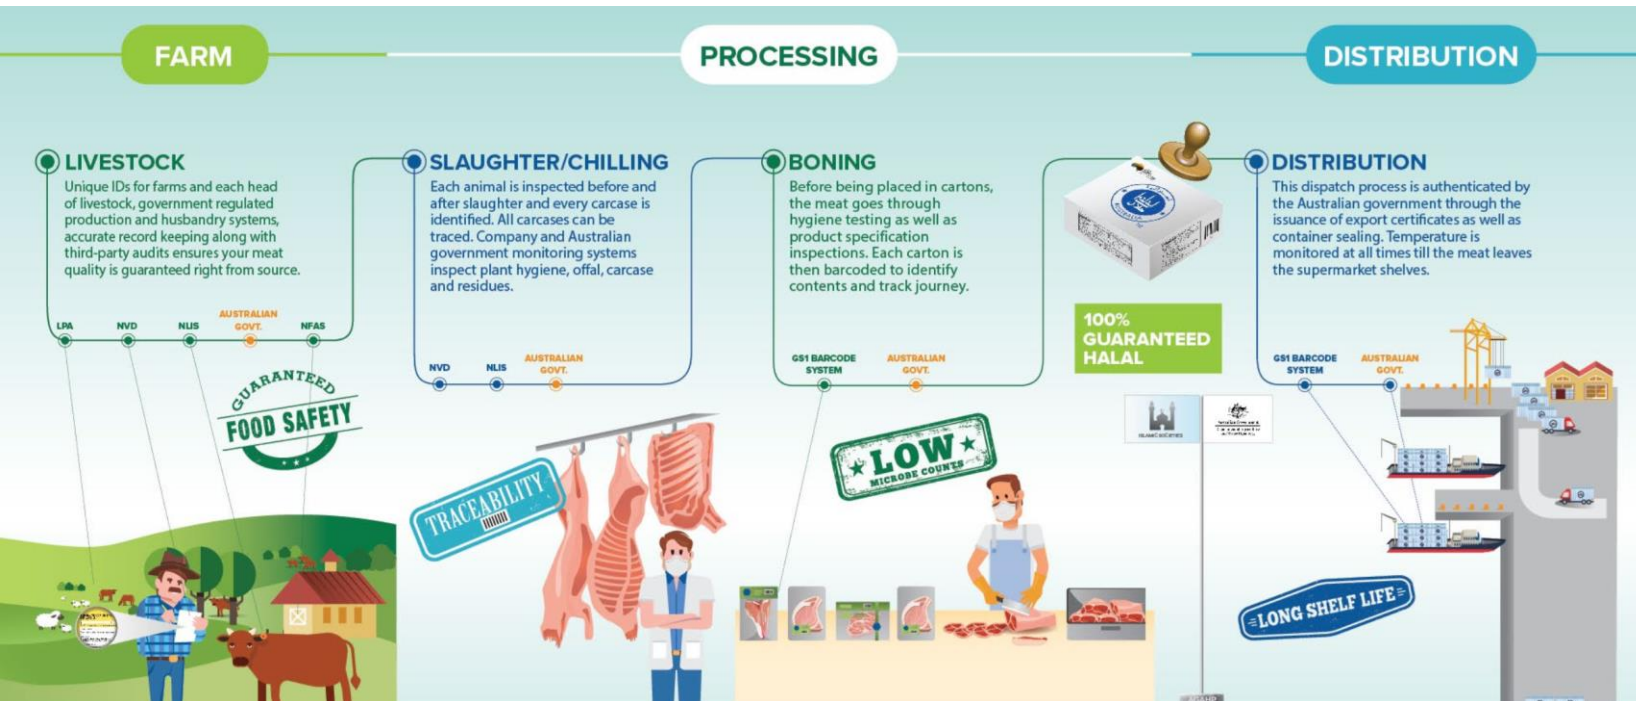 FARM
PROCESSING
DISTRIBUTION
LIVESTOCK
Unique IDs for farms and each head
of livestock, government regulated
production and husbandry systems,
accurate record keeping along with
third-party audits ensures your meat
quality is guaranteed right from source.
LPA
NVD
NLIS
AUSTRALIAN
GOVT.
NFAS
GUARANTEED
FOOD SAFETY
SLAUGHTER/CHILLING
Each animal is inspected before and
after slaughter and every carcase is
identified. All carcases can be
traced. Company and Australian
government monitoring systems
inspect plant hygiene, offal, carcase
and residues.
NVD
NLIS
AUSTRALIAN
GOVT.
TRACEABILITY
BONING
Before being placed in cartons,
the meat goes through
hygiene testing as well as
product specification
inspections. Each carton is
then barcoded to identify
contents and track journey.
GS1 BARCODE
SYSTEM
AUSTRALIAN
GOVT.
LOW
MICROBE COUNTS
AUSTRALIA
100%
GUARANTEED
HALAL
DISTRIBUTION
This dispatch process is authenticated by
the Australian government through the
issuance of export certificates as well as
container sealing. Temperature is
monitored at all times till the meat leaves
the supermarket shelves.
GS1 BARCODE
SYSTEM
AUSTRALIAN
GOVT.
LONG SHELF LIFE